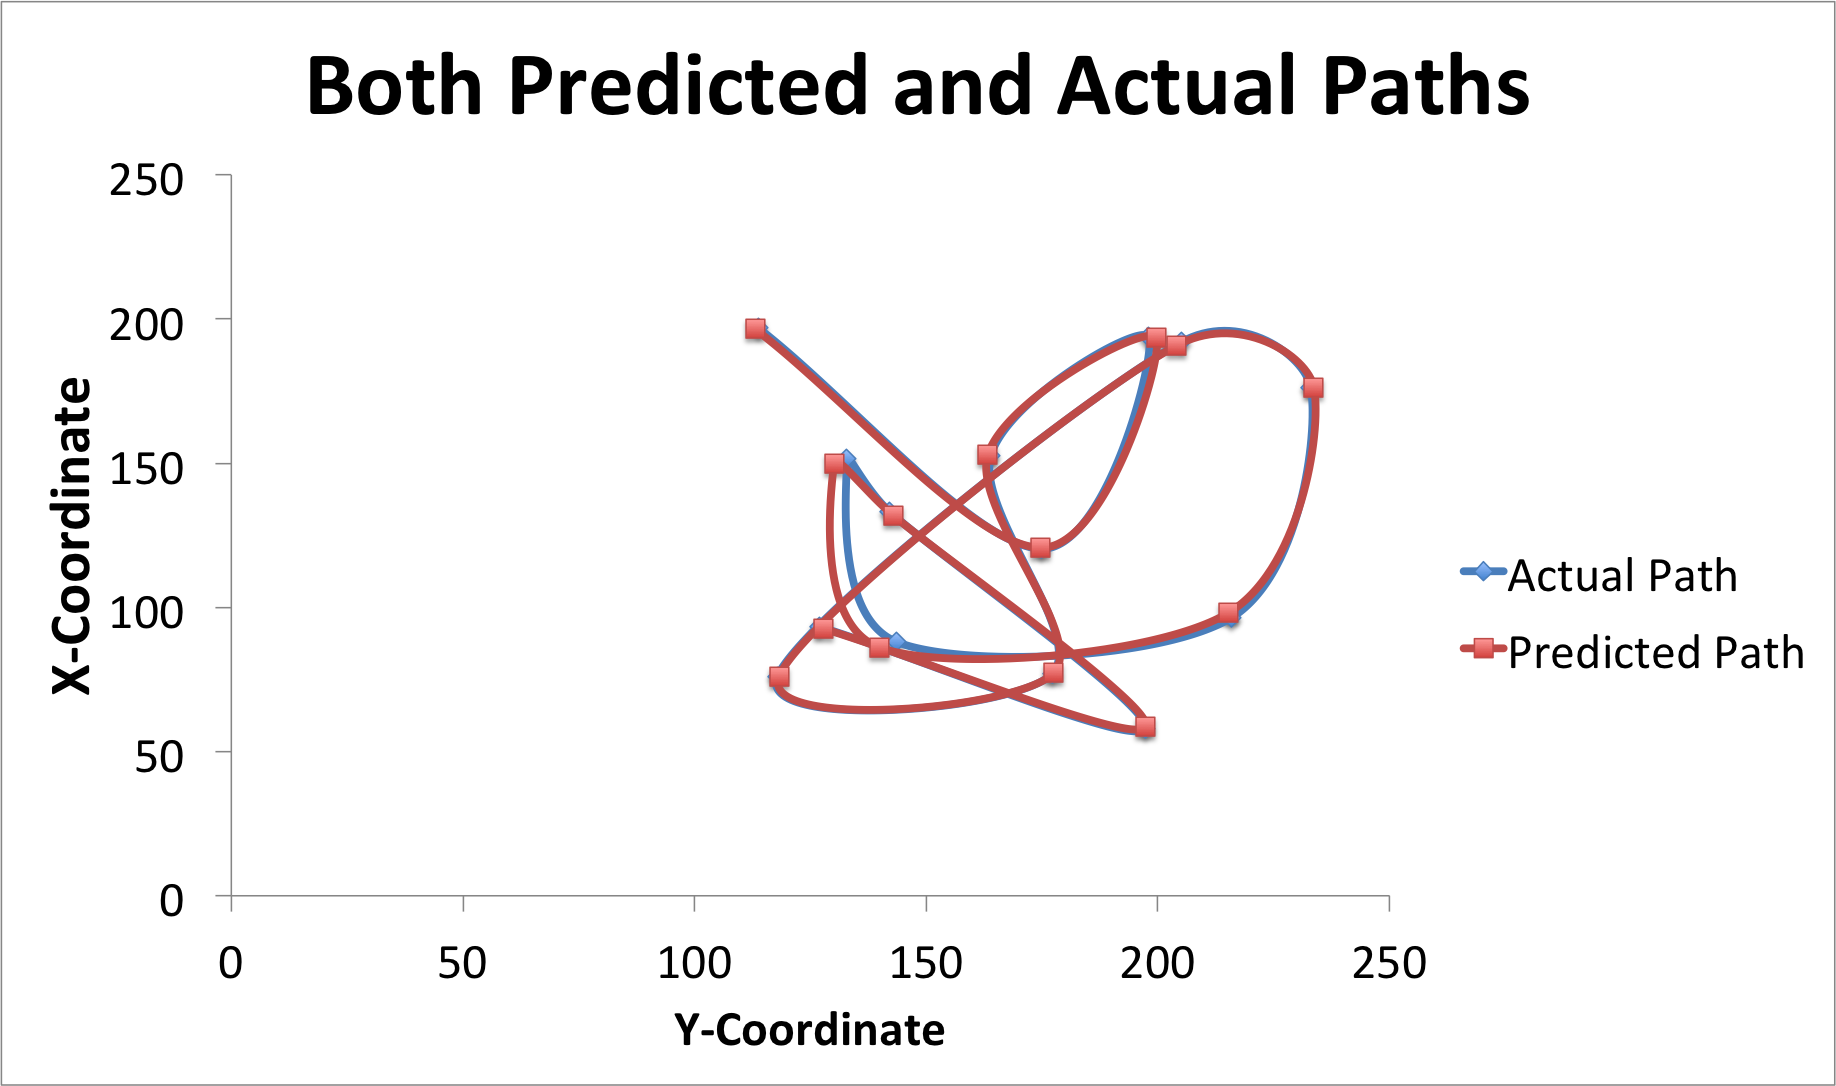 Both Predicted and Actual Paths
250
200
150
100
50
0
X-Coordinate
0 50 100 150 200 250
Y-Coordinate
Actual Path
Predicted Path